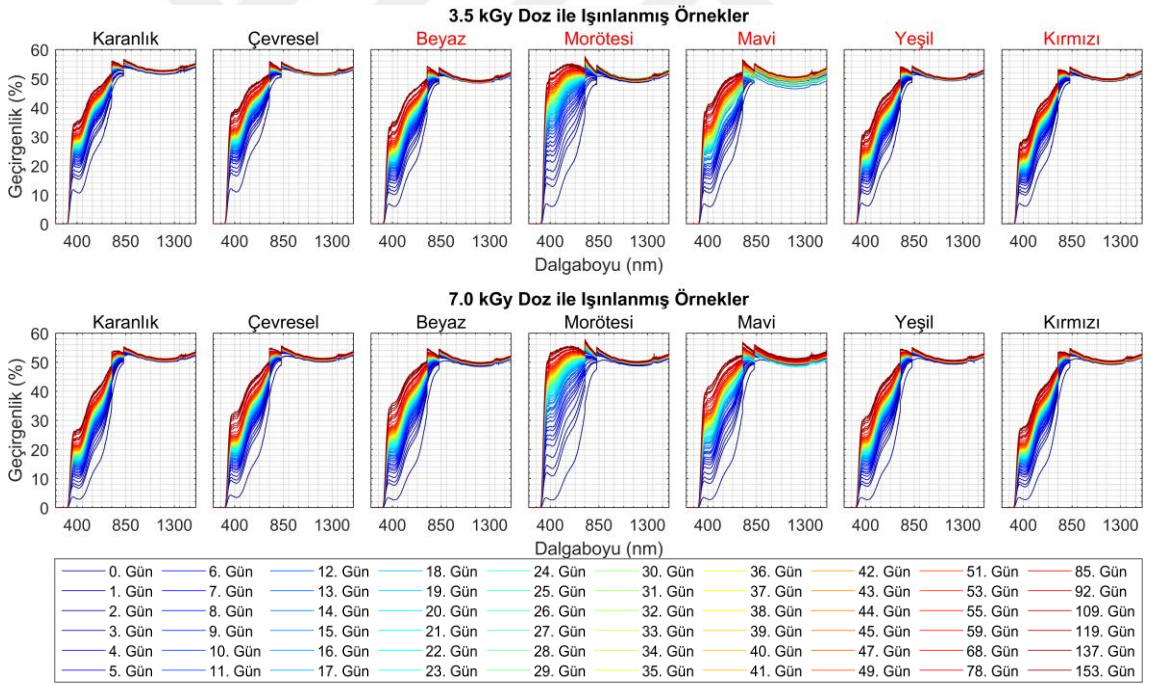 3.5 kGy Doz ile Işınlanmış Örnekler
Karanlık Çevresel Beyaz Morötesi Mavi Yeşil Kırmızı
60
50
40
30
20
10
0
Geçirgenlik (%)
400 850 1300 400 850 1300 400 850 1300 400 850 1300 400 850 1300 400 850 1300 400 850 1300
Dalgaboyu (nm)
7.0 kGy Doz ile Işınlanmış Örnekler
Karanlık Çevresel Beyaz Morötesi Mavi Yeşil Kırmızı
60
50
40
30
20
10
0
Geçirgenlik (%)
400 850 1300 400 850 1300 400 850 1300 400 850 1300 400 850 1300 400 850 1300 400 850 1300
Dalgaboyu (nm)
0. Gün 6. Gün 12. Gün 18. Gün 24. Gün 30. Gün 36. Gün 42. Gün 51. Gün 85. Gün
1. Gün 7. Gün 13. Gün 19. Gün 25. Gün 31. Gün 37. Gün 43. Gün 53. Gün 92. Gün
2. Gün 8. Gün 14. Gün 20. Gün 26. Gün 32. Gün 38. Gün 44. Gün 55. Gün 109. Gün
3. Gün 9. Gün 15. Gün 21. Gün 27. Gün 33. Gün 39. Gün 45. Gün 59. Gün 119. Gün
4. Gün 10. Gün 16. Gün 22. Gün 28. Gün 34. Gün 40. Gün 47. Gün 68. Gün 137. Gün
5. Gün 11. Gün 17. Gün 23. Gün 29. Gün 35. Gün 41. Gün 49. Gün 78. Gün 153. Gün